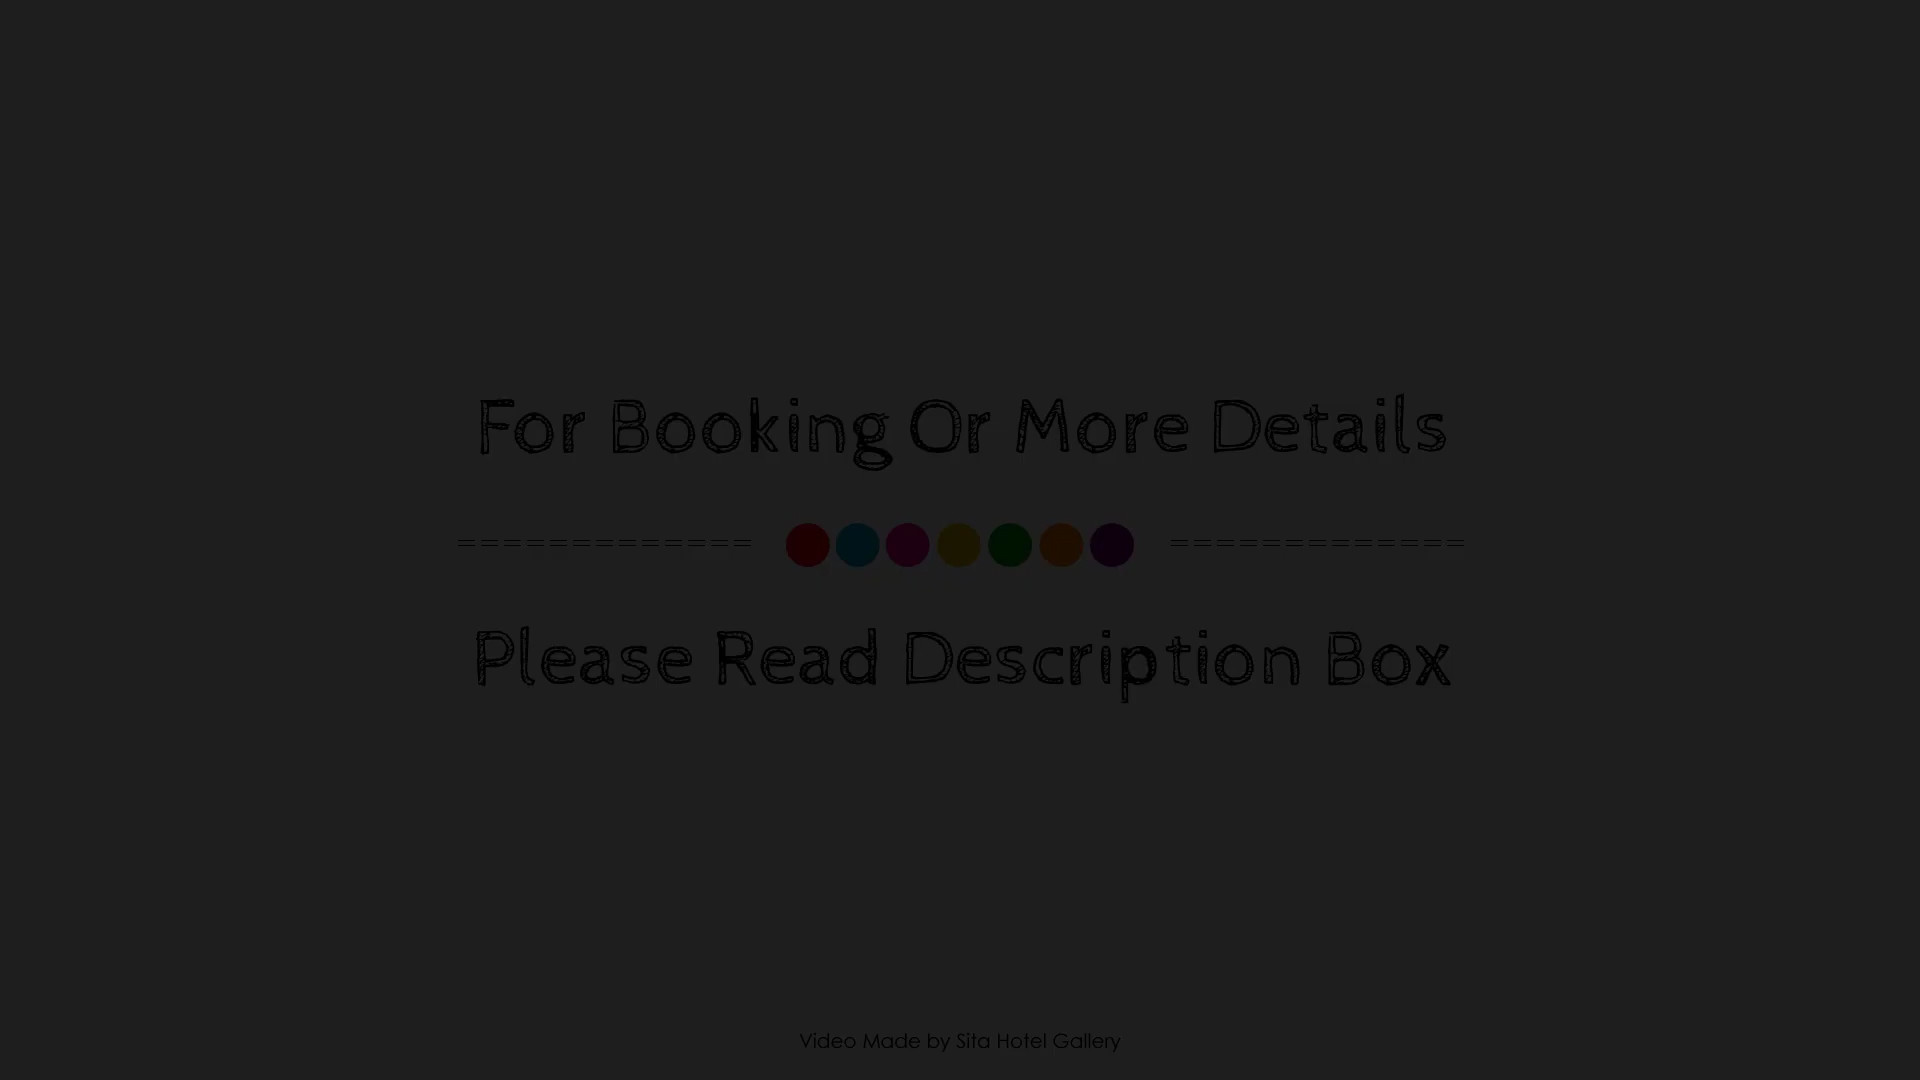 For Booking Or More Details
============= =============
Please Read Description Box
Video Made by Sita Hotel Gallery